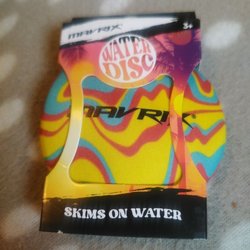 MAVRIX
3+
WATER
DISC
MAVRIX
SKIMS ON WATER